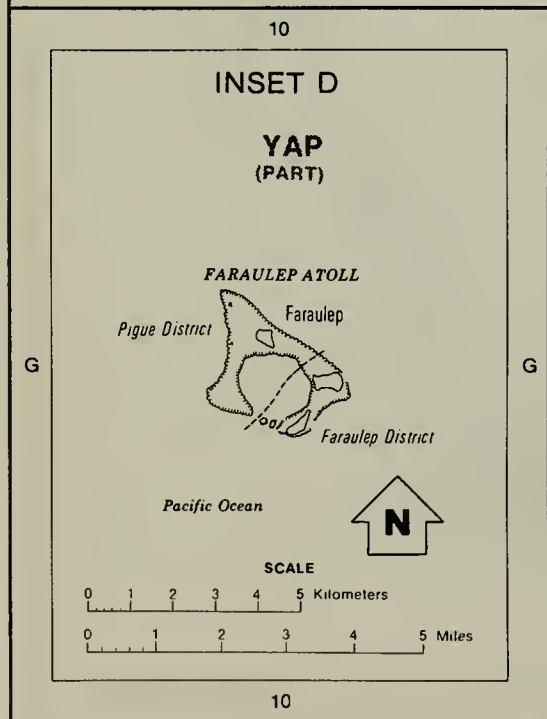 10
INSET D
YAP
(PART)
FARAULEP ATOLL
Faraulep
Pigue District
G
G
Faraulep District
Pacific Ocean
N
SCALE
0 1 2 3 4 5 Kilometers
0 1 2 3 4 5 Miles
10